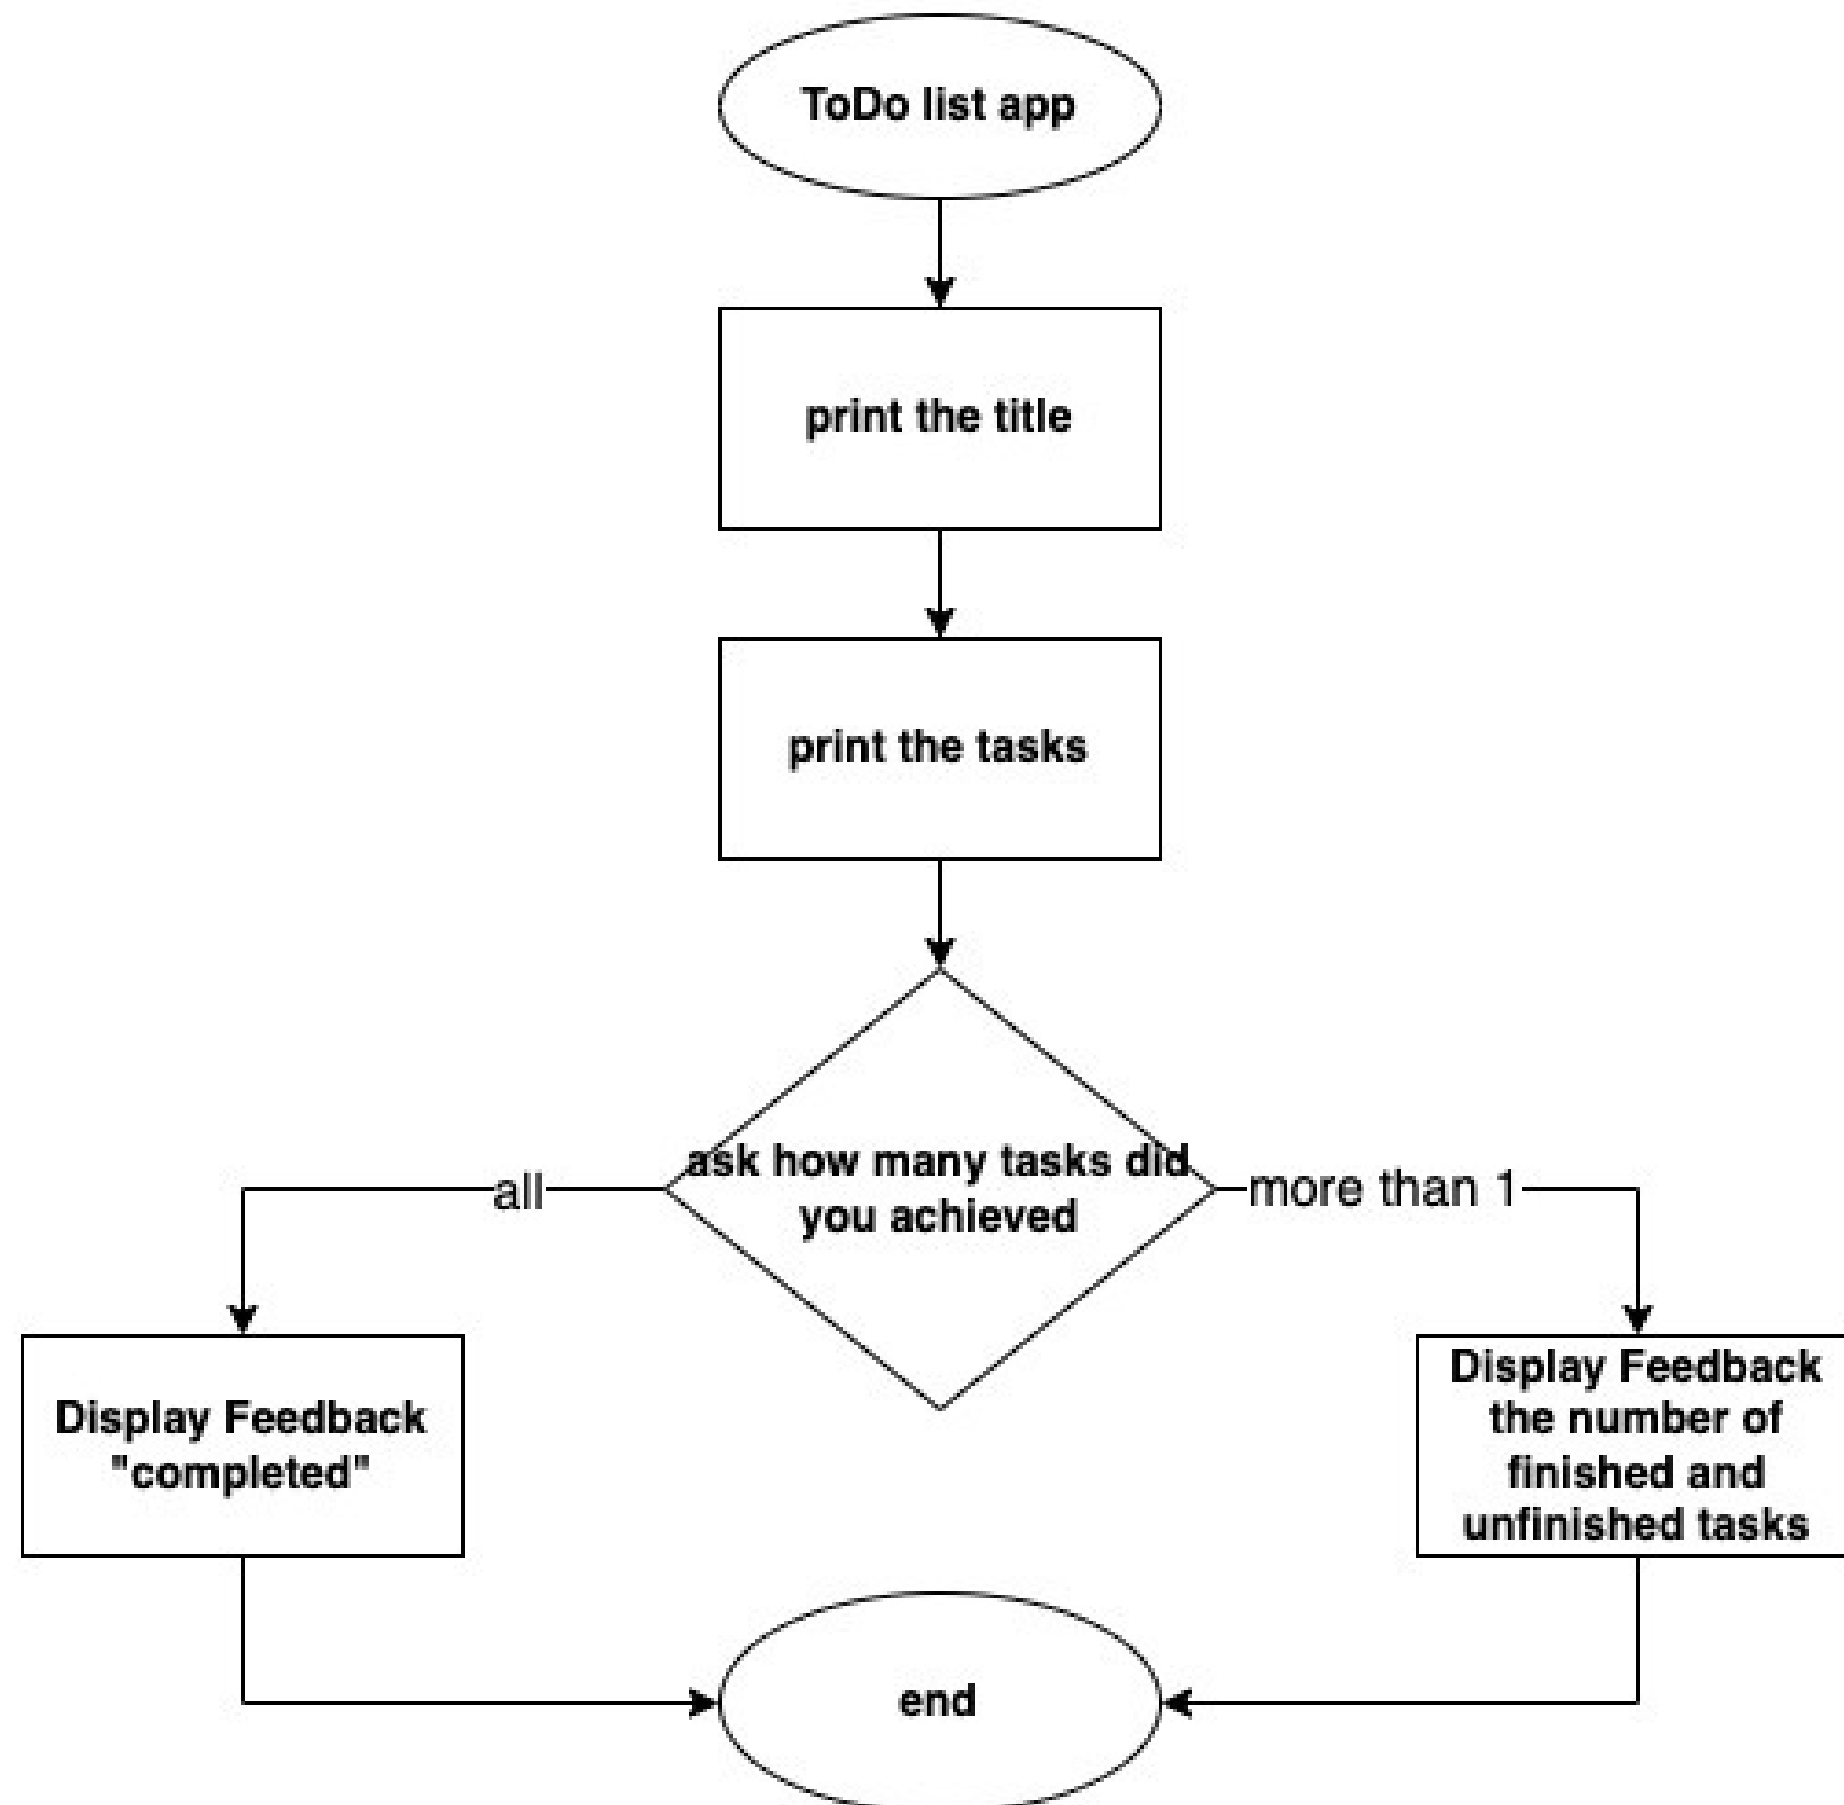 ToDo list app
print the title
print the tasks
ask how many tasks did
you achieved
all
more than 1
Display Feedback
"completed"
Display Feedback
the number of
finished and
unfinished tasks
end